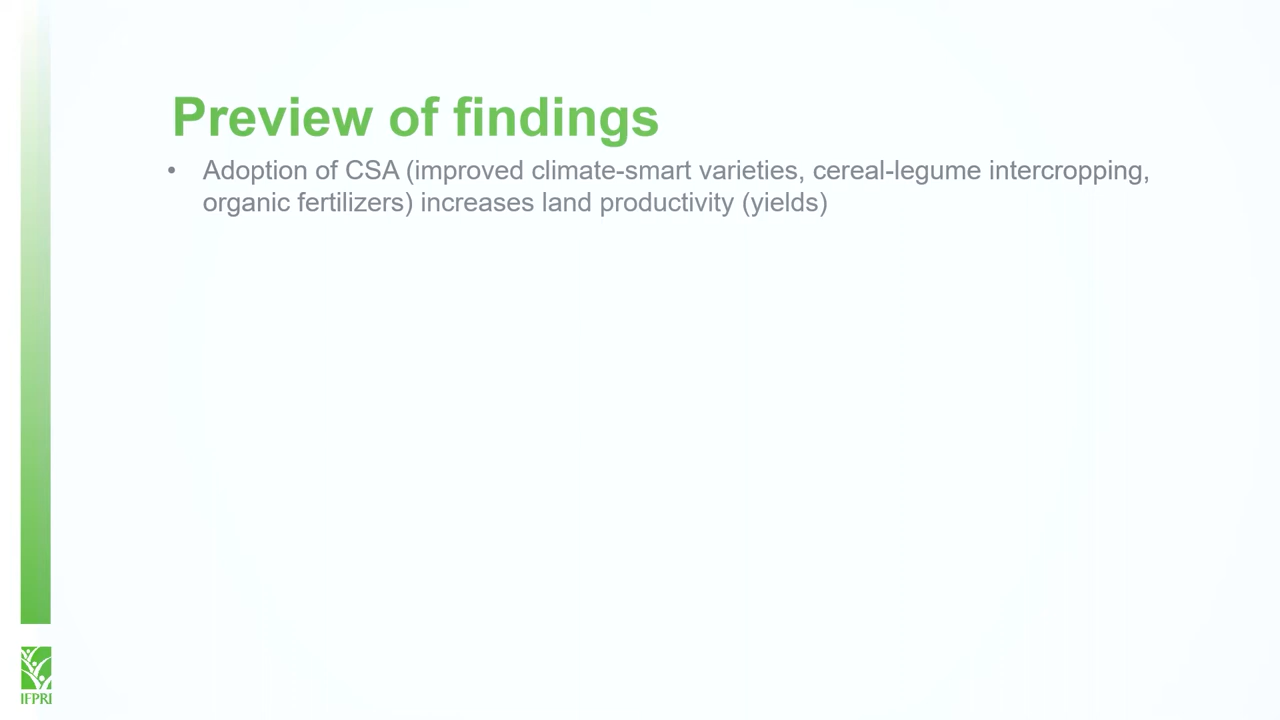 Preview of findings
• Adoption of CSA (improved climate-smart varieties, cereal-legume intercropping,
organic fertilizers) increases land productivity (yields)
IFPRI